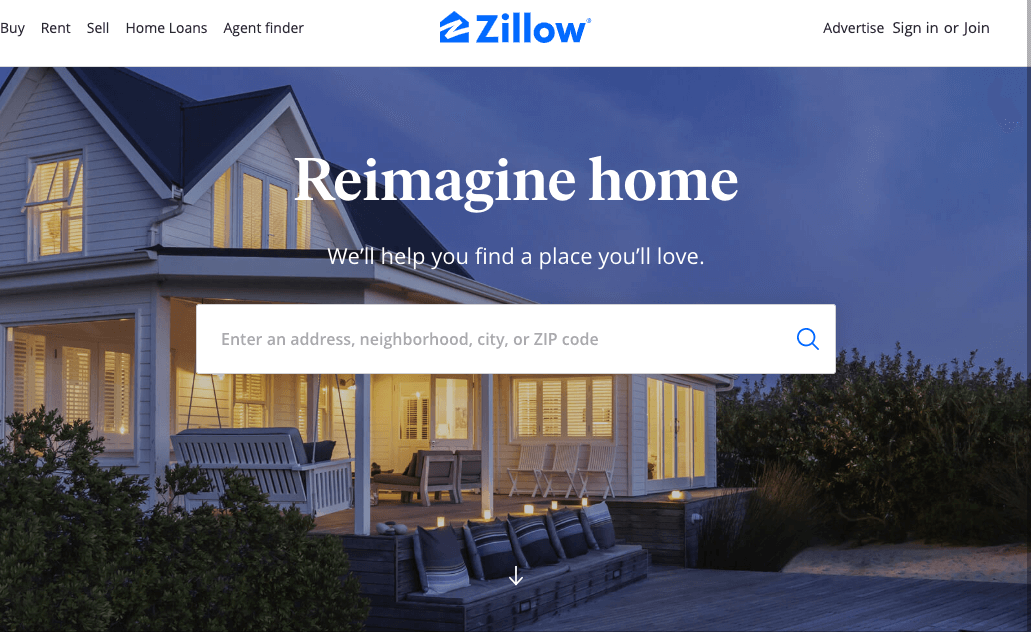 Buy Rent Sell Home Loans Agent finder Zillow® Advertise Sign in or Join
Reimagine home
We'll help you find a place you'll love.
Enter an address, neighborhood, city, or ZIP code